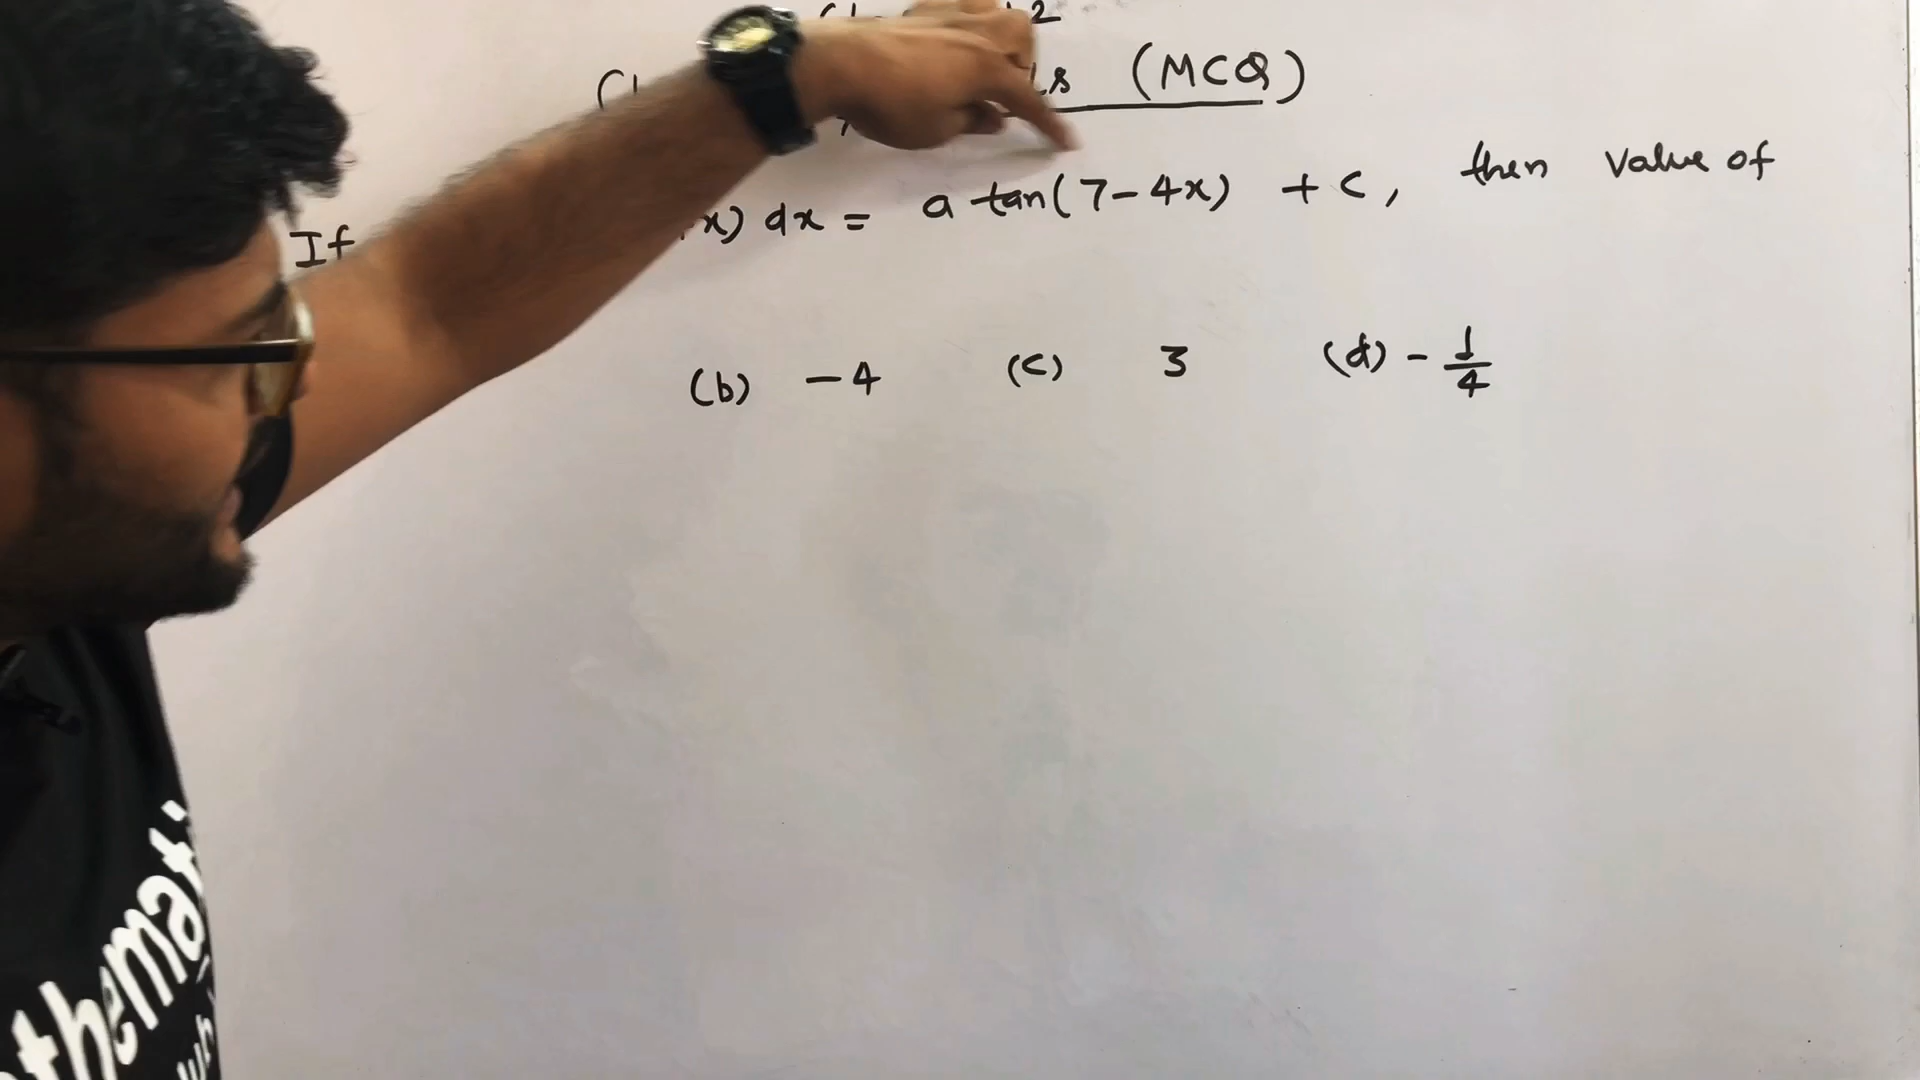 (MCQ)
If x) dx = a tan(7-4x) + c, then value of
(b) -4 (c) 3 (d) -1/4